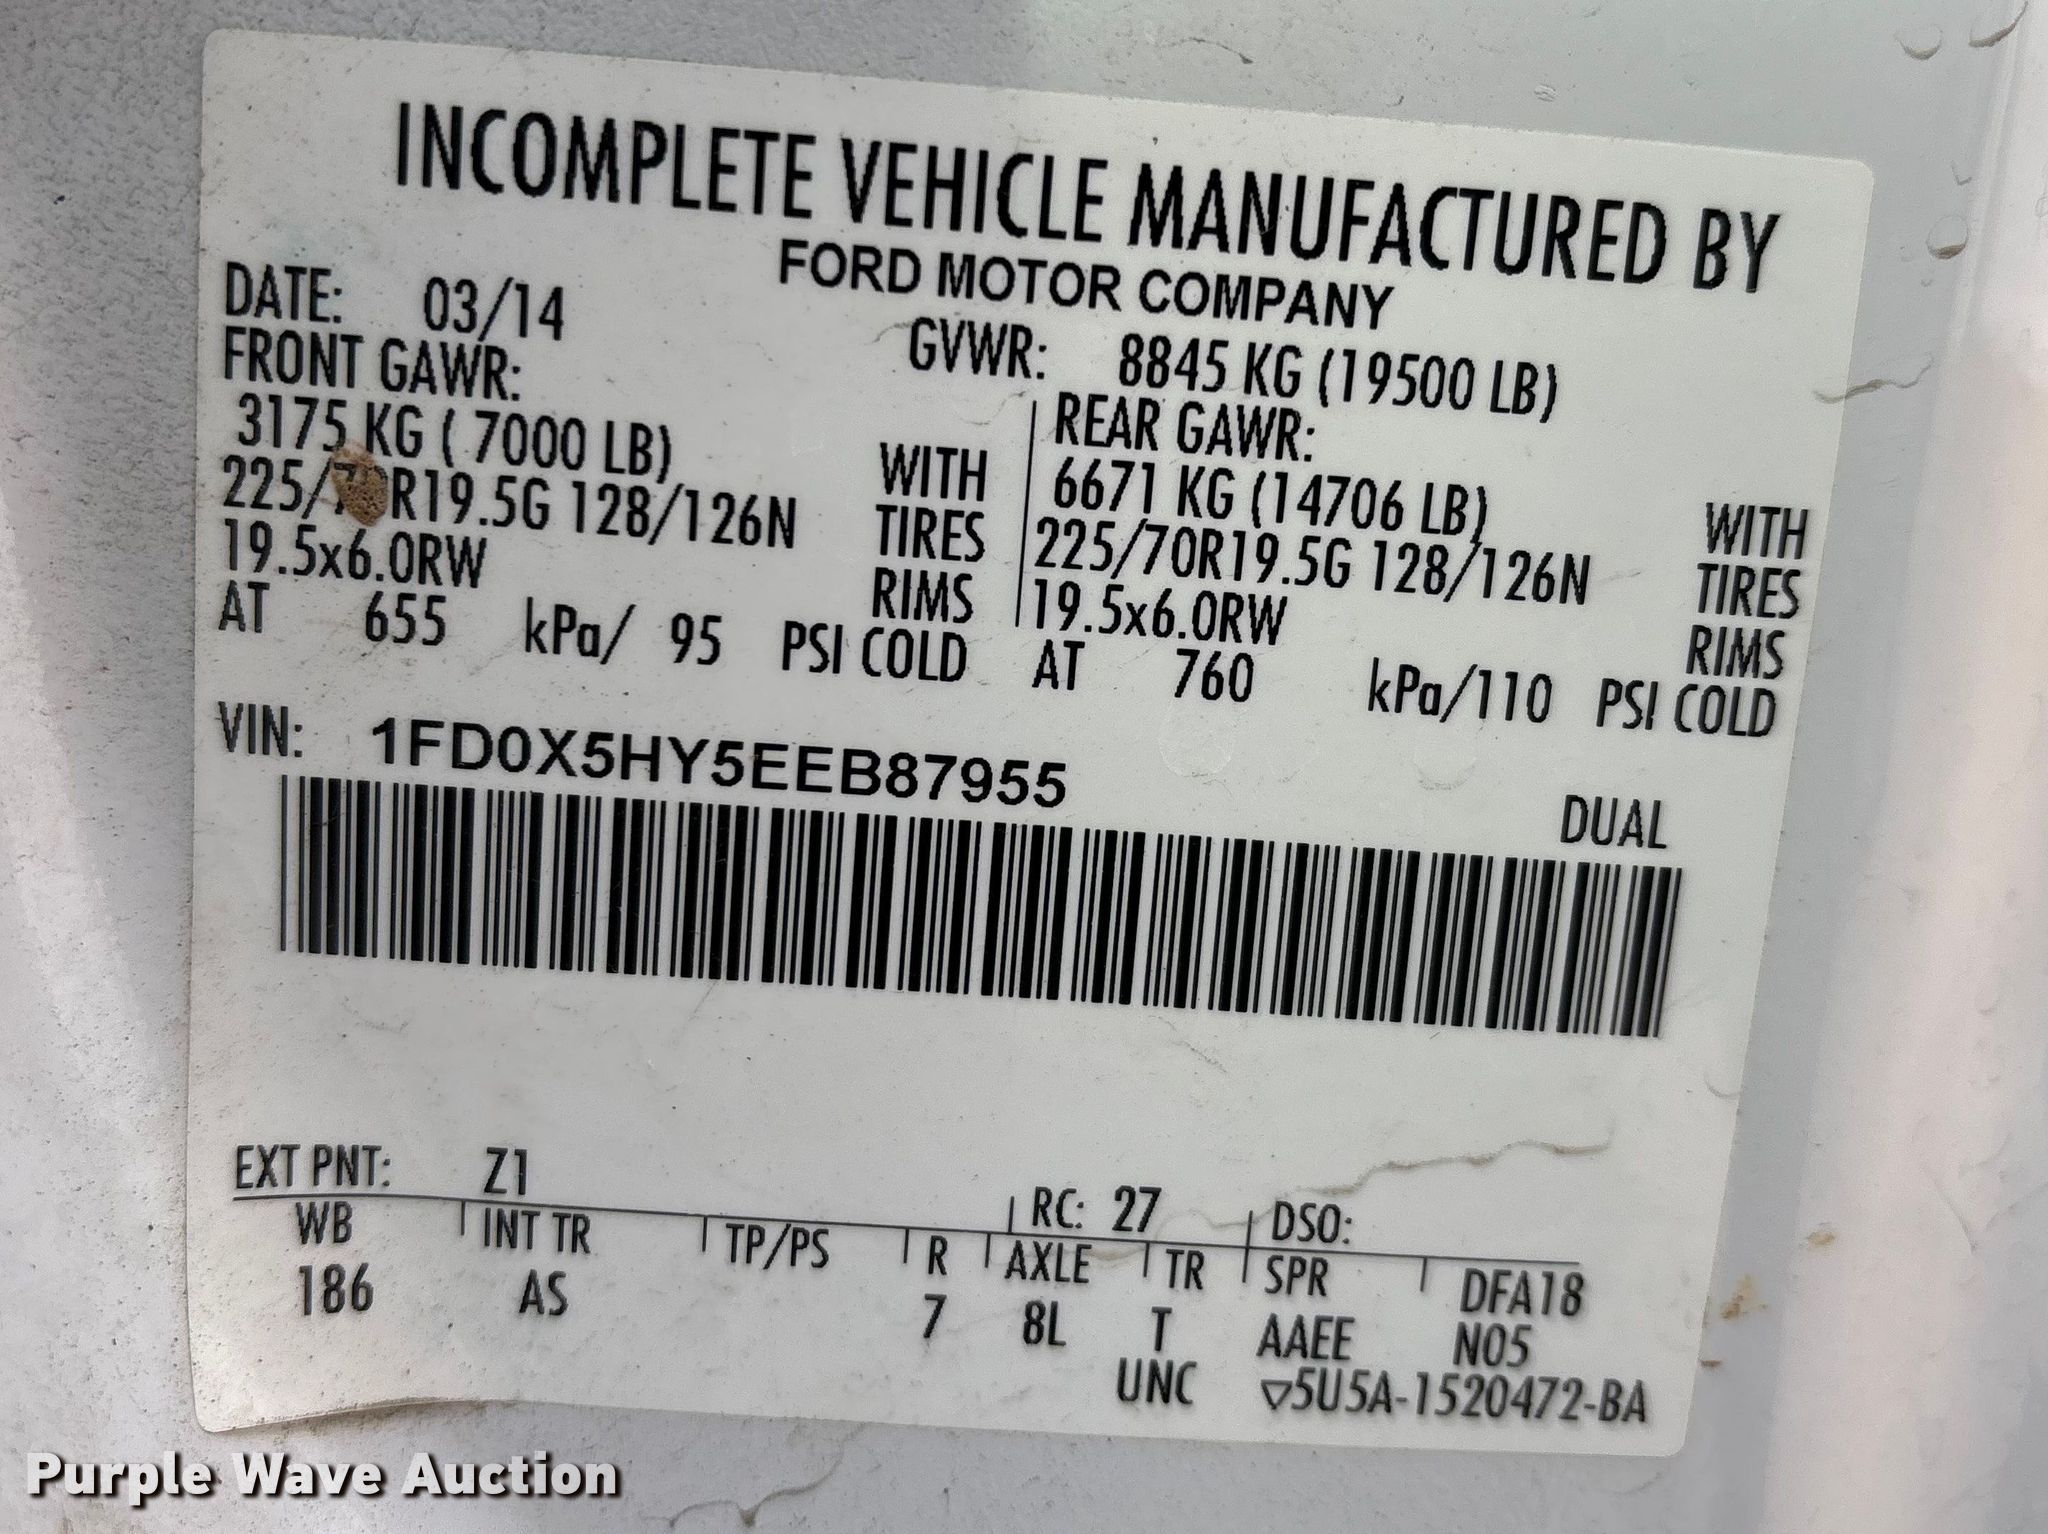 INCOMPLETE VEHICLE MANUFACTURED BY
FORD MOTOR COMPANY
DATE: 03/14 GVWR: 8845 KG (19500 LB)
FRONT GAWR: REAR GAWR:
3175 KG ( 7000 LB) WITH 6671 KG (14706 LB) WITH
225/70R19.5G 128/126N TIRES 225/70R19.5G 128/126N TIRES
19.5x6.0RW RIMS 19.5x6.0RW RIMS
AT 655 kPa/ 95 PSI COLD AT 760 kPa/110 PSI COLD
VIN: 1FD0X5HY5EEB87955
DUAL
EXT PNT: Z1 RC: 27 DSO:
WB INT TR TP/PS R AXLE TR SPR DFA18
186 AS 7 8L T AAEE N05
UNC ▽5U5A-1520472-BA
Purple Wave Auction